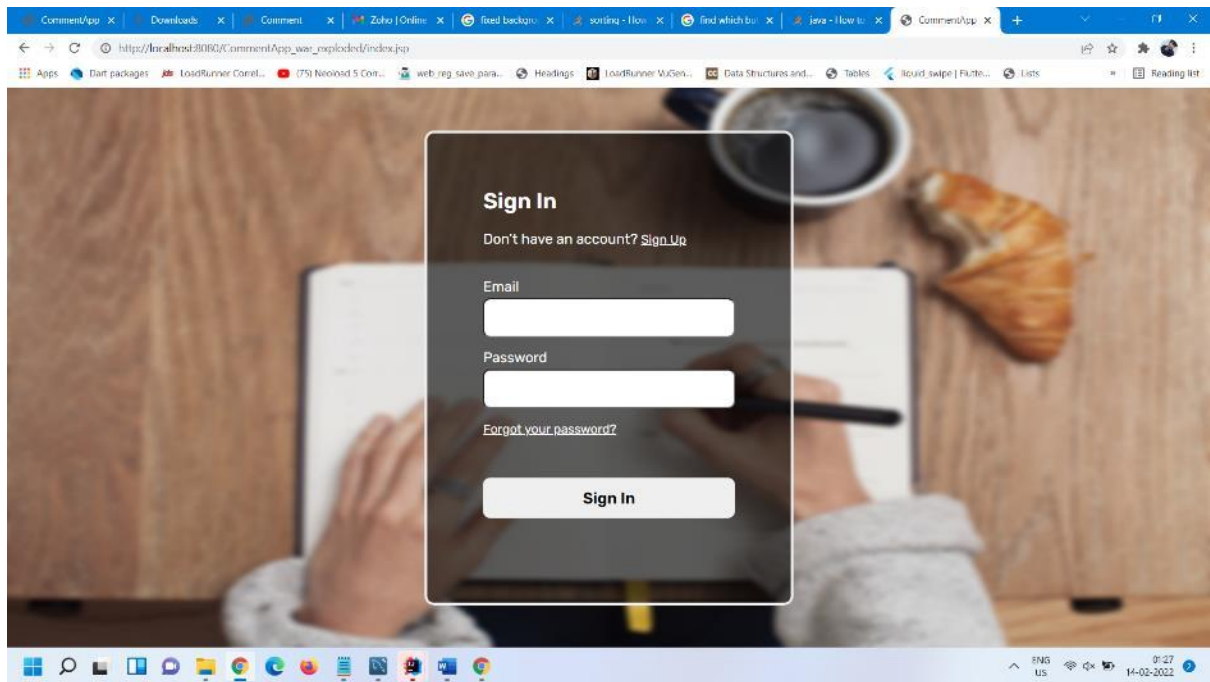 CommentApp Downloads Comment Zoho | Online fixed backgro sorting - How find which but java - How to CommentApp
http://localhost:8080/CommentApp_war_exploded/index.jsp
Apps Dart packages LoadRunner Correl... (75) Neoload 5 Corr... web_reg_save_para... Headings LoadRunner VuGen... Data Structures and... Tables liquid_swipe | Flutte... Lists » Reading list
Sign In
Don't have an account? Sign Up
Email
Password
Forgot your password?
Sign In
ENG
US
01:27
14-02-2022